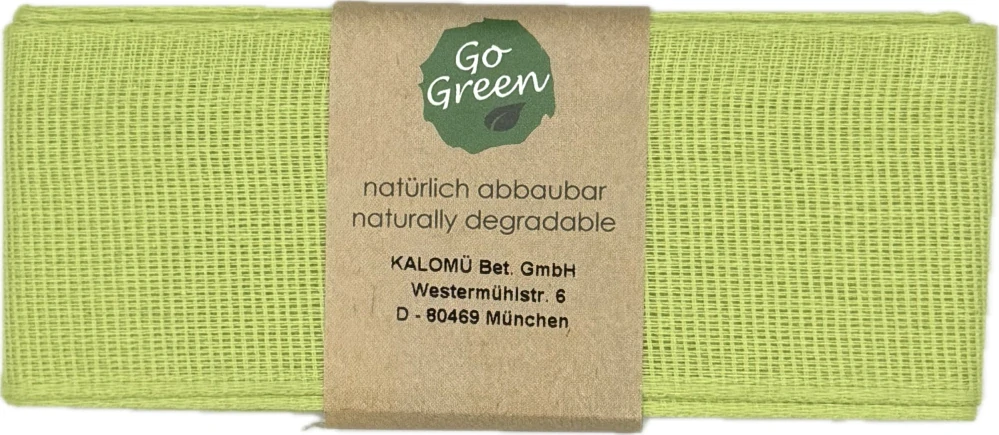 Go
Green
natürlich abbaubar
naturally degradable
KALOMÜ Bet. GmbH
Westermühlstr. 6
D - 80469 München